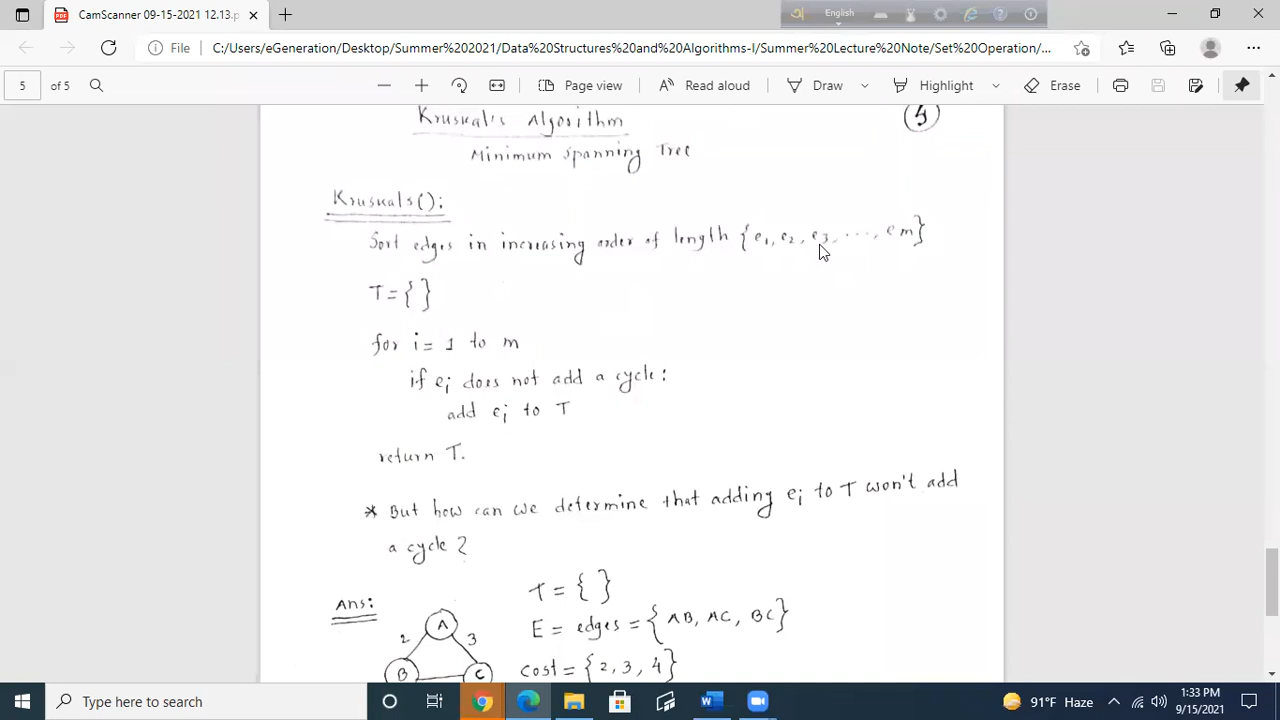 CamScanner 09-15-2021 12.13.p
English
File
C:/Users/eGeneration/Desktop/Summer%202021/Data%20Structures%20and%20Algorithms-I/Summer%20Lecture%20Note/Set%20Operation/...
5 of 5
Page view
Read aloud
Draw
Highlight
Erase
Kruskal's Algorithm
5
Minimum spanning Tree
Kruskals():
Sort edges in increasing order of length {e1, e2, e3, ..., em}
T={ }
for i= 1 to m
if ei does not add a cycle:
add ei to T
return T.
* But how can we determine that adding ei to T won't add
a cycle?
Ans:
T = { }
E = edges = {AB, AC, BC}
cost = {2, 3, 4}
A
2
3
B
C
Type here to search
91°F Haze
1:33 PM
9/15/2021